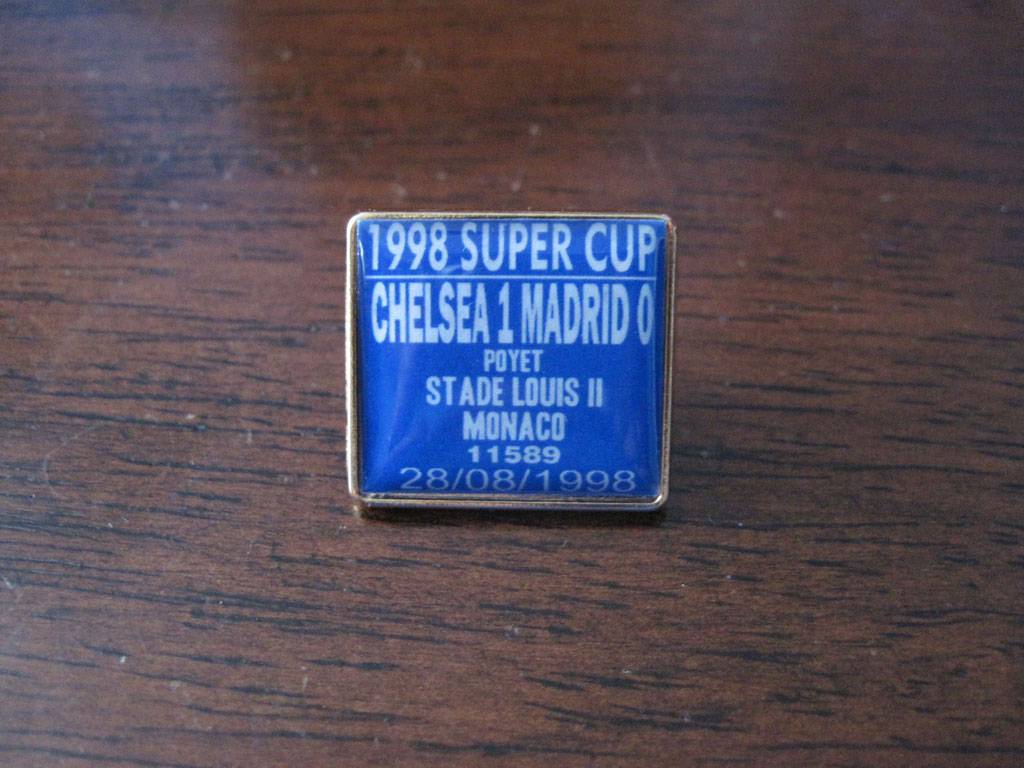 1998 SUPER CUP
CHELSEA 1 MADRID 0
POYET
STADE LOUIS II
MONACO
11589
28/08/1998